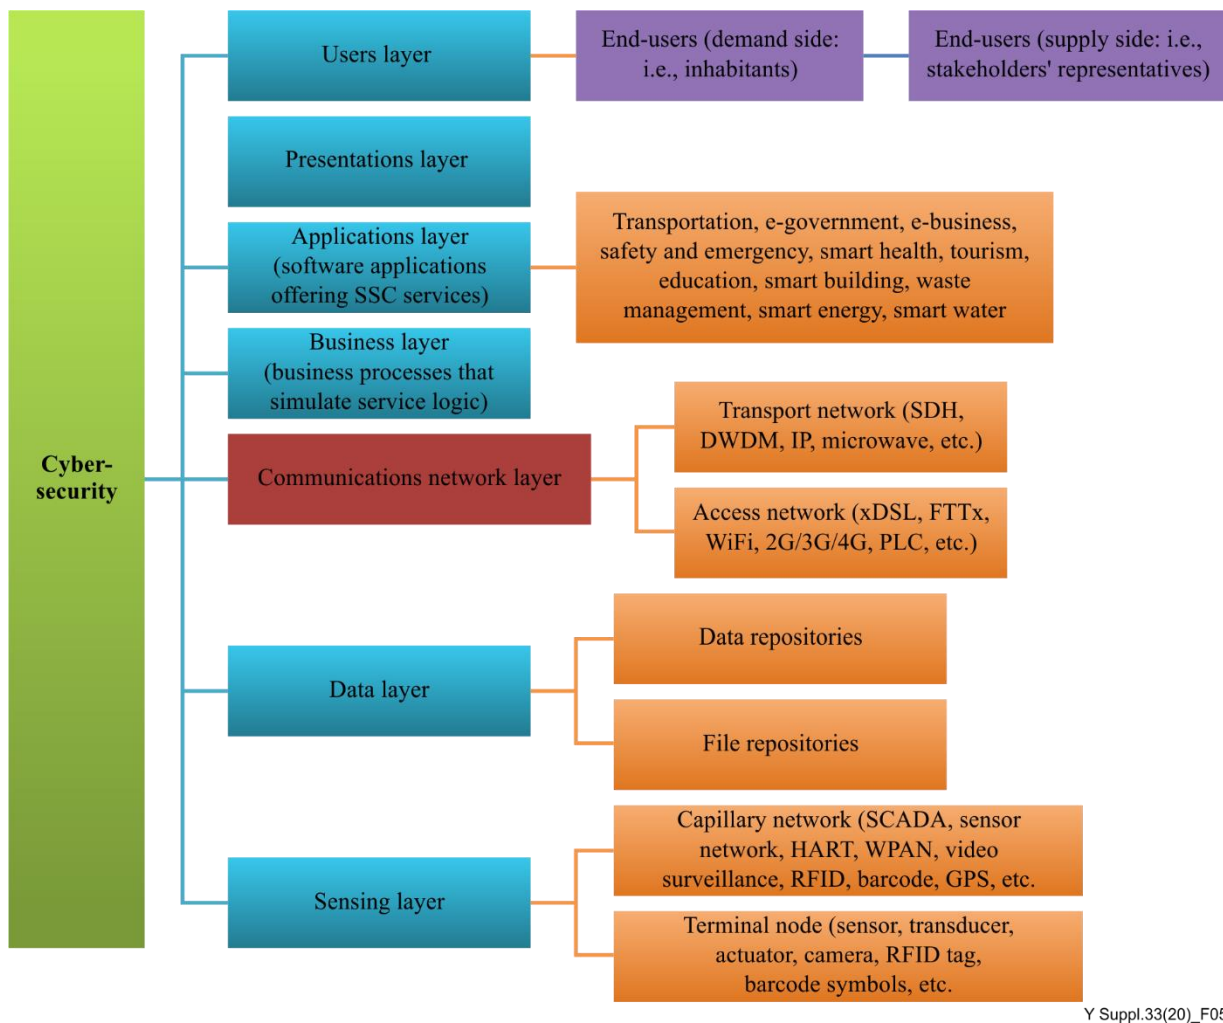 Users layer
End-users (demand side:
i.e., inhabitants)
End-users (supply side: i.e.,
stakeholders' representatives)
Presentations layer
Applications layer
(software applications
offering SSC services)
Transportation, e-government, e-business,
safety and emergency, smart health, tourism,
education, smart building, waste
management, smart energy, smart water
Business layer
(business processes that
simulate service logic)
Cyber-
security
Communications network layer
Transport network (SDH,
DWDM, IP, microwave, etc.)
Access network (xDSL, FTTx,
WiFi, 2G/3G/4G, PLC, etc.)
Data layer
Data repositories
File repositories
Sensing layer
Capillary network (SCADA, sensor
network, HART, WPAN, video
surveillance, RFID, barcode, GPS, etc.
Terminal node (sensor, transducer,
actuator, camera, RFID tag,
barcode symbols, etc.
Y Suppl.33(20)_F05